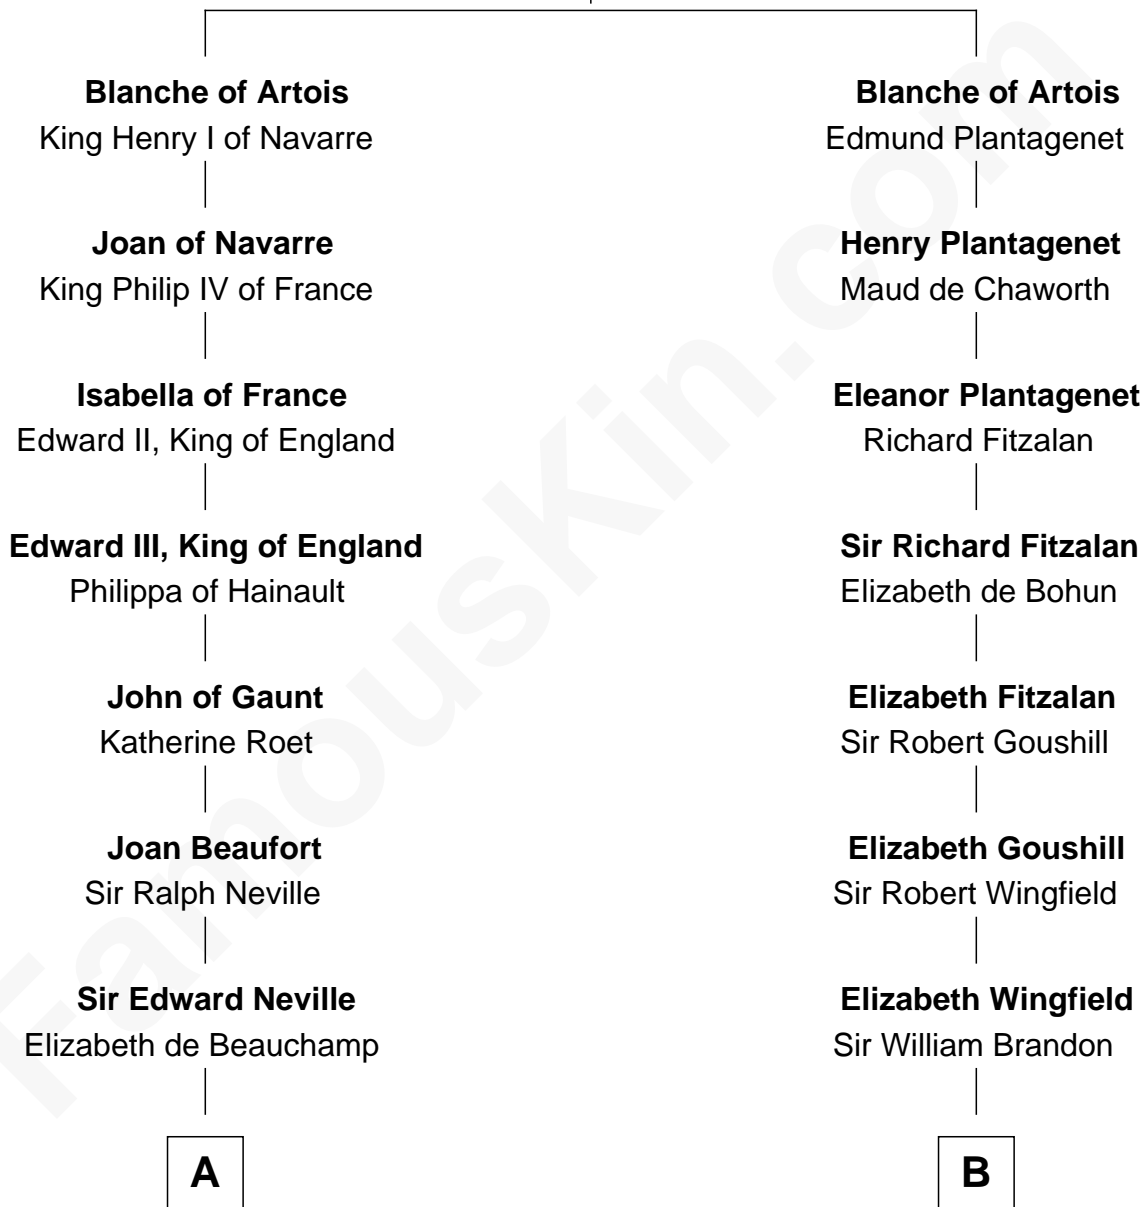 Blanche of Artois
King Henry I of Navarre
Joan of Navarre
King Philip IV of France
Isabella of France
Edward II, King of England
Edward III, King of England
Philippa of Hainault
John of Gaunt
Katherine Roet
Joan Beaufort
Sir Ralph Neville
Sir Edward Neville
Elizabeth de Beauchamp
A
Blanche of Artois
Edmund Plantagenet
Henry Plantagenet
Maud de Chaworth
Eleanor Plantagenet
Richard Fitzalan
Sir Richard Fitzalan
Elizabeth de Bohun
Elizabeth Fitzalan
Sir Robert Goushill
Elizabeth Goushill
Sir Robert Wingfield
Elizabeth Wingfield
Sir William Brandon
B
FamousKin.com